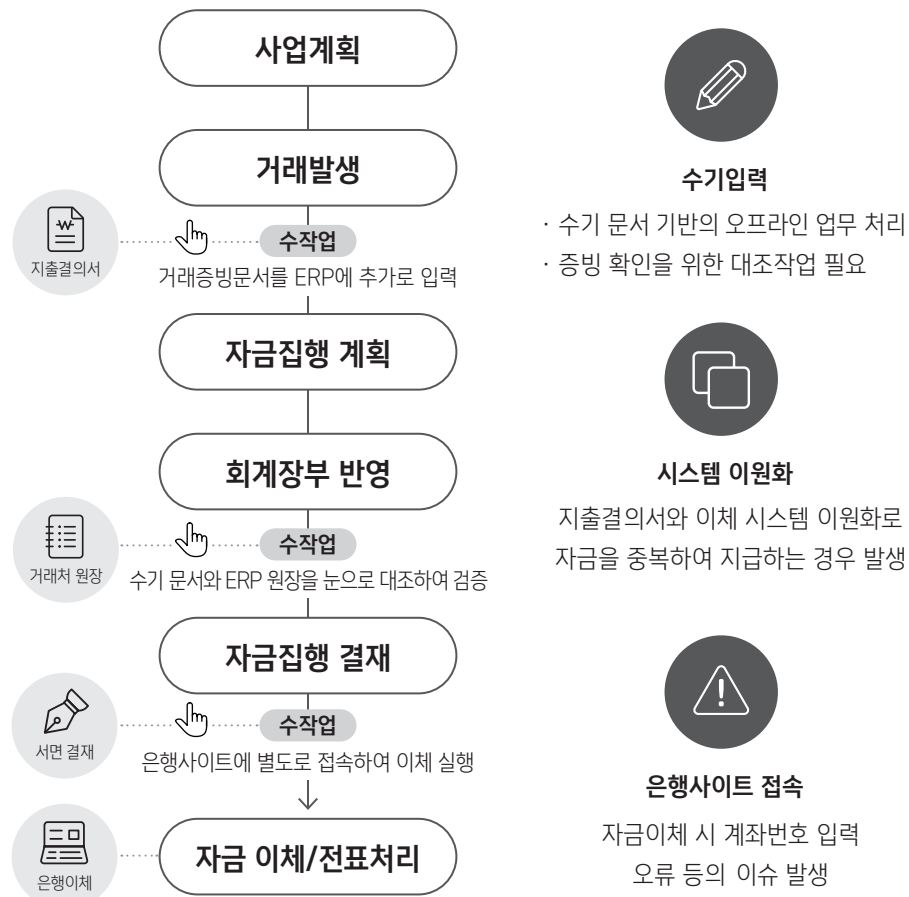 사업계획
거래발생
지출결의서
수작업
거래증빙문서를 ERP에 추가로 입력
자금집행 계획
회계장부 반영
거래처 원장
수작업
수기 문서와 ERP 원장을 눈으로 대조하여 검증
자금집행 결재
서면 결재
수작업
은행사이트에 별도로 접속하여 이체 실행
은행이체
자금 이체/전표처리
수기입력
· 수기 문서 기반의 오프라인 업무 처리
· 증빙 확인을 위한 대조작업 필요
시스템 이원화
지출결의서와 이체 시스템 이원화로
자금을 중복하여 지급하는 경우 발생
은행사이트 접속
자금이체 시 계좌번호 입력
오류 등의 이슈 발생